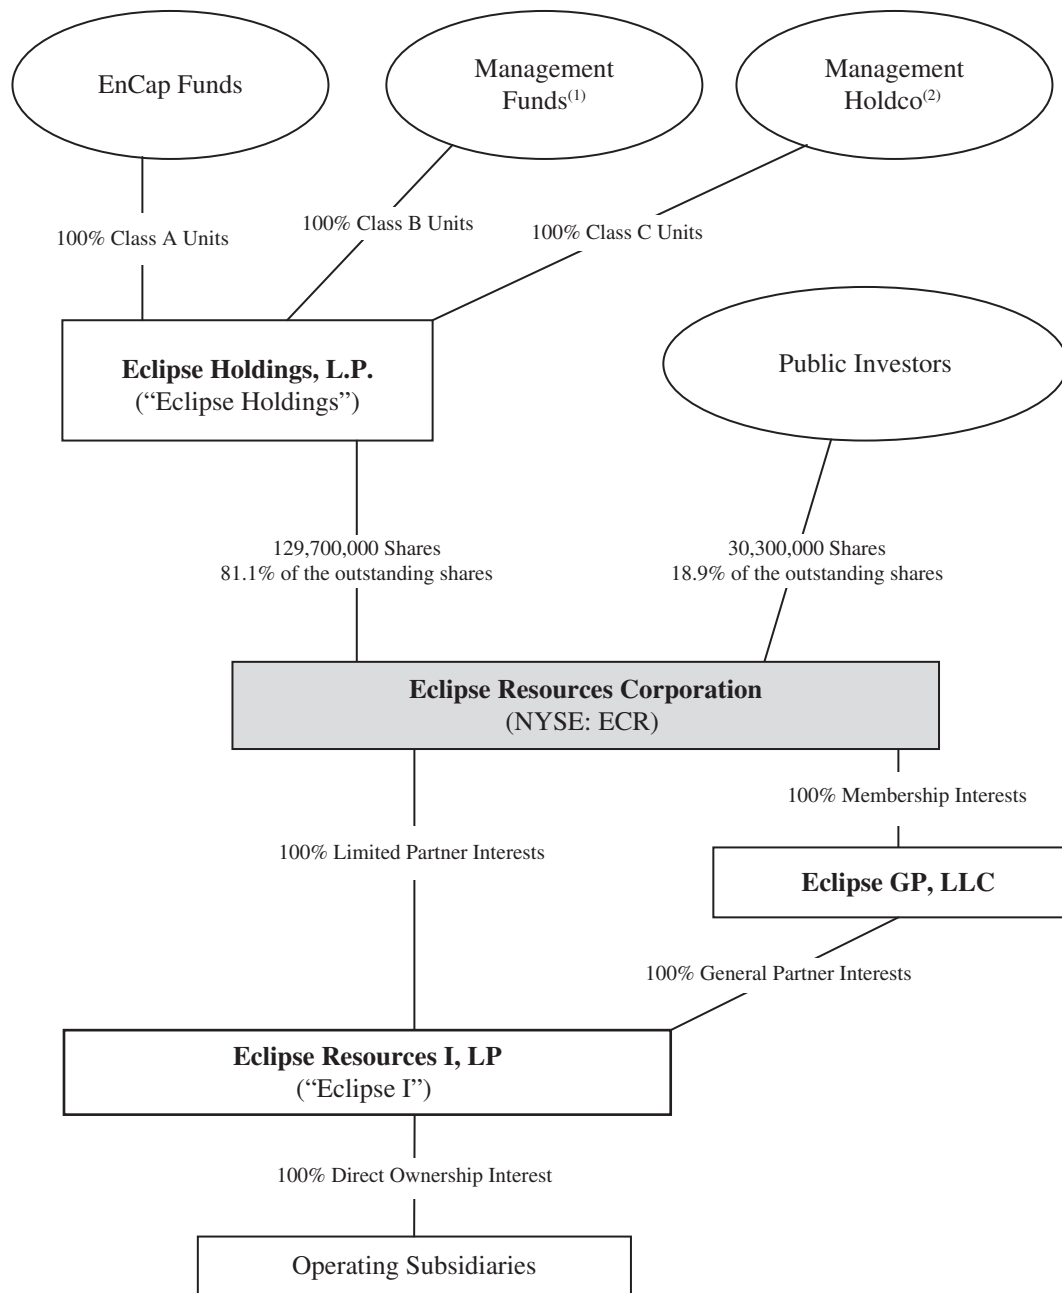 EnCap Funds
Management
Funds(1)
Management
Holdco(2)
100% Class A Units
100% Class B Units
100% Class C Units
Eclipse Holdings, L.P.
(“Eclipse Holdings”)
Public Investors
129,700,000 Shares
81.1% of the outstanding shares
30,300,000 Shares
18.9% of the outstanding shares
Eclipse Resources Corporation
(NYSE: ECR)
100% Membership Interests
100% Limited Partner Interests
Eclipse GP, LLC
100% General Partner Interests
Eclipse Resources I, LP
(“Eclipse I”)
100% Direct Ownership Interest
Operating Subsidiaries